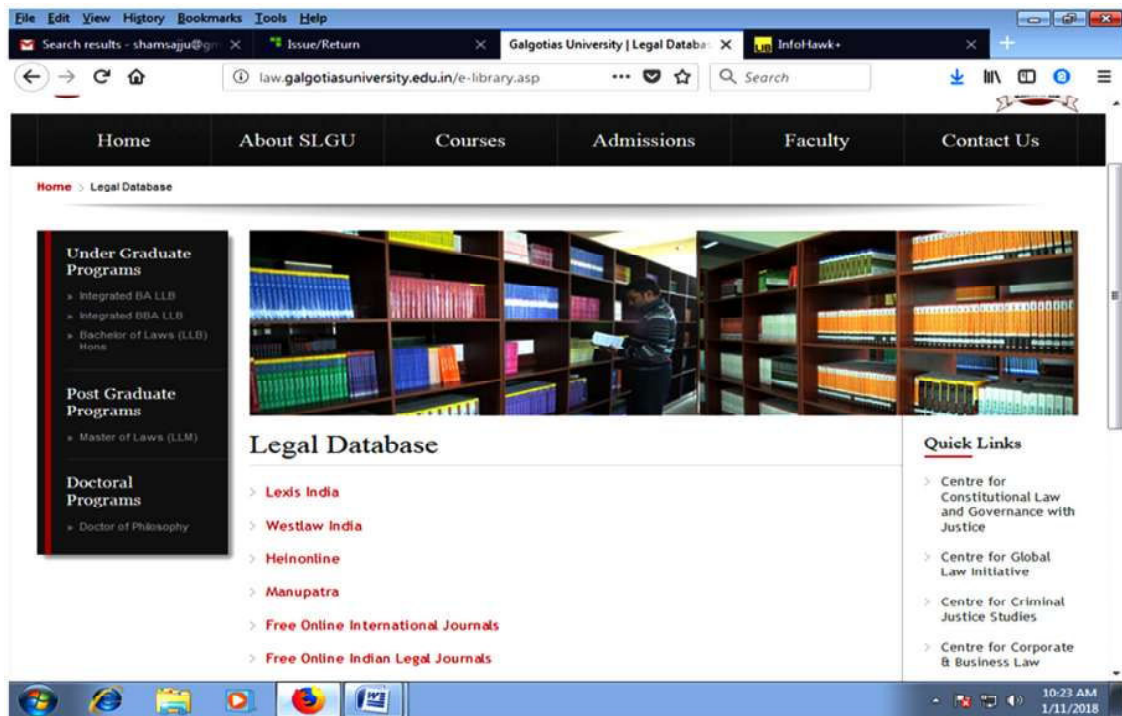 File Edit View History Bookmarks Tools Help
Search results - shamsajju@gm
Issue/Return
Galgotias University | Legal Databas
InfoHawk+
law.galgotiasuniversity.edu.in/e-library.asp
Search
Home About SLGU Courses Admissions Faculty Contact Us
Home > Legal Database
Under Graduate
Programs
» Integrated BA LLB
» Integrated BBA LLB
» Bachelor of Laws (LLB)
Hons
Post Graduate
Programs
» Master of Laws (LLM)
Doctoral
Programs
» Doctor of Philosophy
Legal Database
> Lexis India
> Westlaw India
> Heinonline
> Manupatra
> Free Online International Journals
> Free Online Indian Legal Journals
Quick Links
> Centre for
Constitutional Law
and Governance with
Justice
> Centre for Global
Law Initiative
> Centre for Criminal
Justice Studies
> Centre for Corporate
& Business Law
10:23 AM
1/11/2018